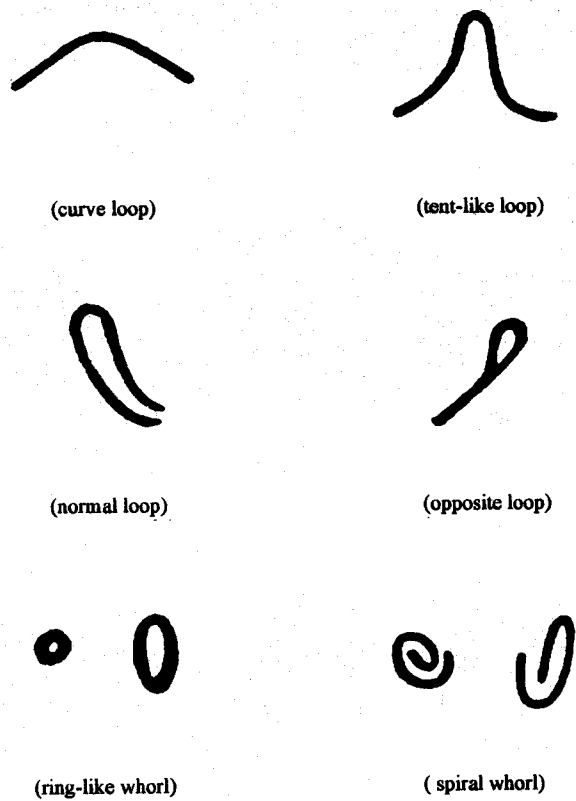 (curve loop)
(tent-like loop)
(normal loop)
(opposite loop)
(ring-like whorl)
( spiral whorl)